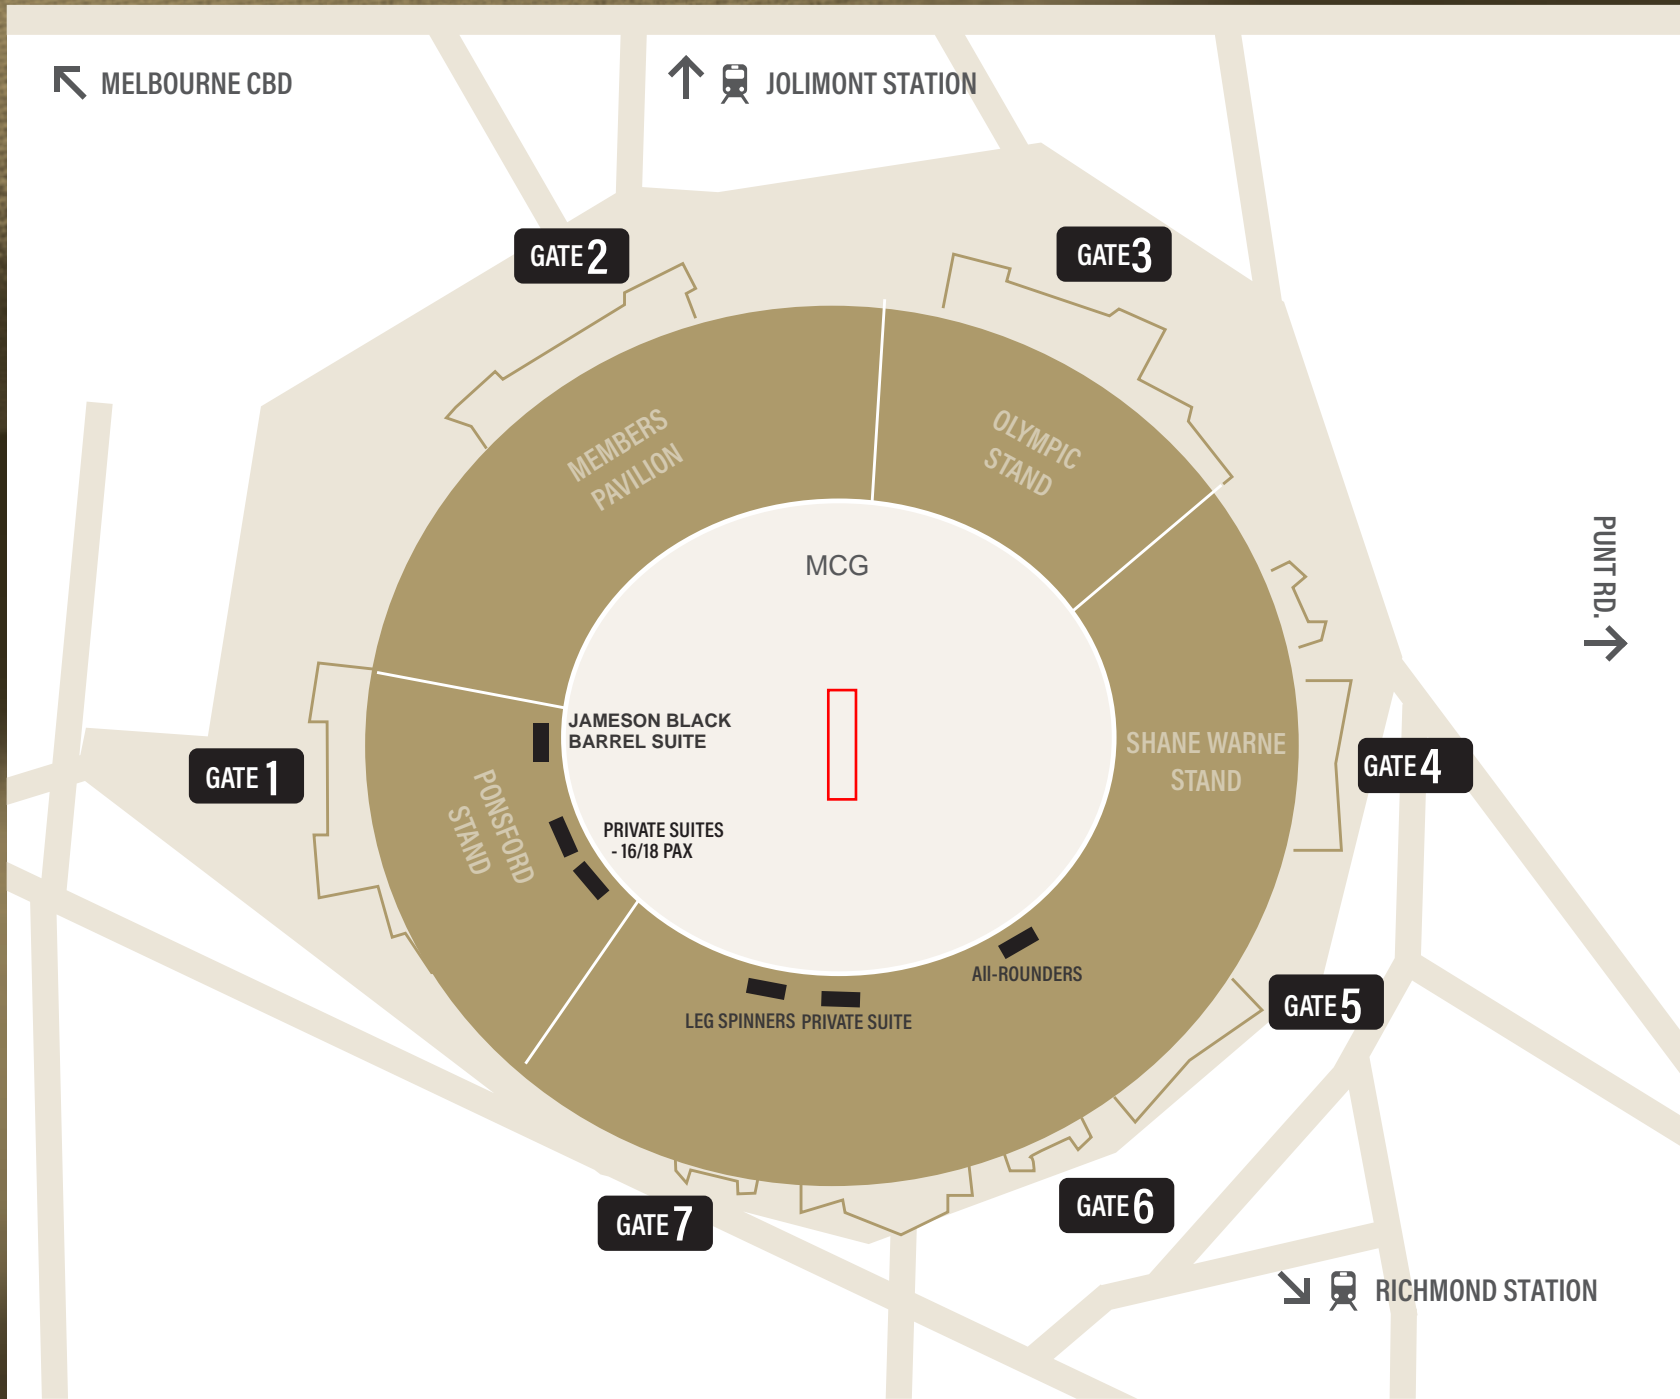 MELBOURNE CBD
JOLIMONT STATION
GATE 2
GATE 3
MEMBERS
PAVILION
OLYMPIC
STAND
MCG
PUNT RD.
JAMESON BLACK
BARREL SUITE
SHANE WARNE
STAND
GATE 1
GATE 4
PONSFORD
STAND
PRIVATE SUITES
- 16/18 PAX
All-ROUNDERS
LEG SPINNERS
PRIVATE SUITE
GATE 5
GATE 6
GATE 7
RICHMOND STATION